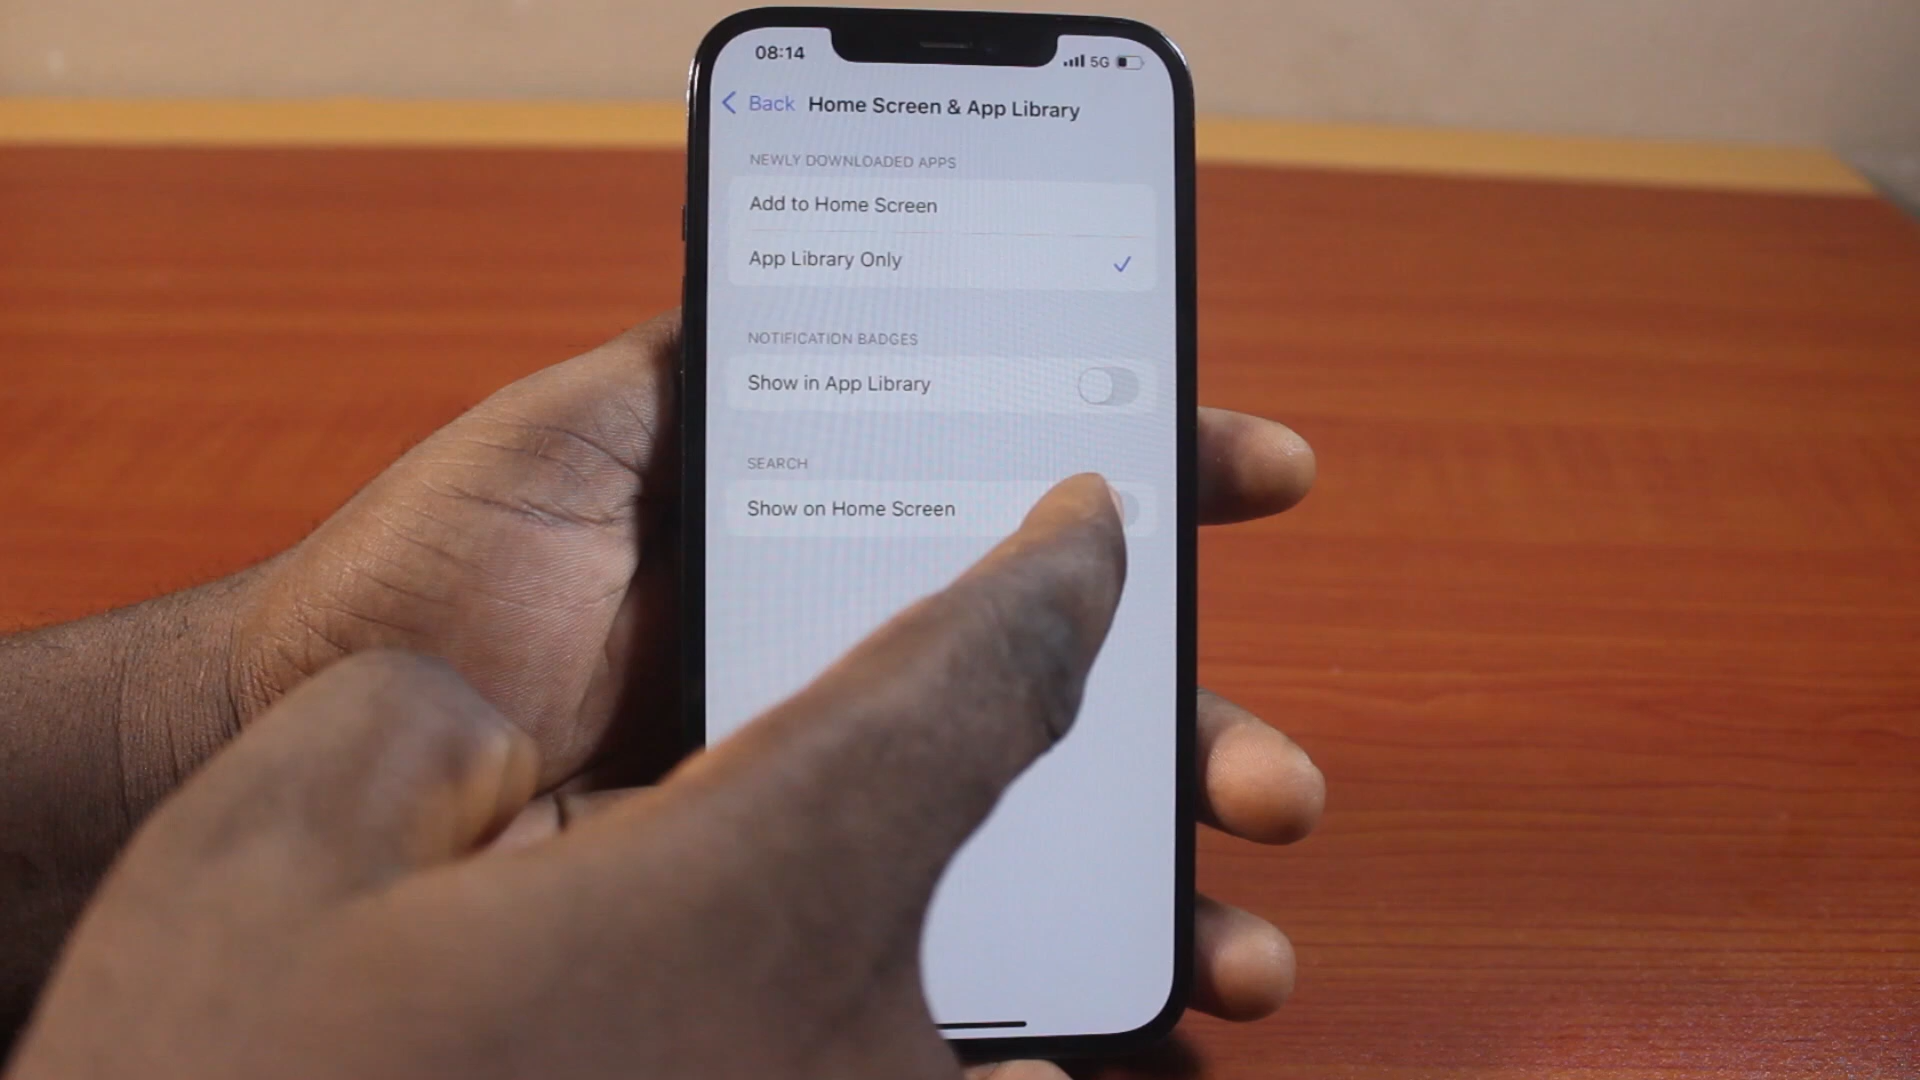 08:14
5G
Back Home Screen & App Library
NEWLY DOWNLOADED APPS
Add to Home Screen
App Library Only
NOTIFICATION BADGES
Show in App Library
SEARCH
Show on Home Screen